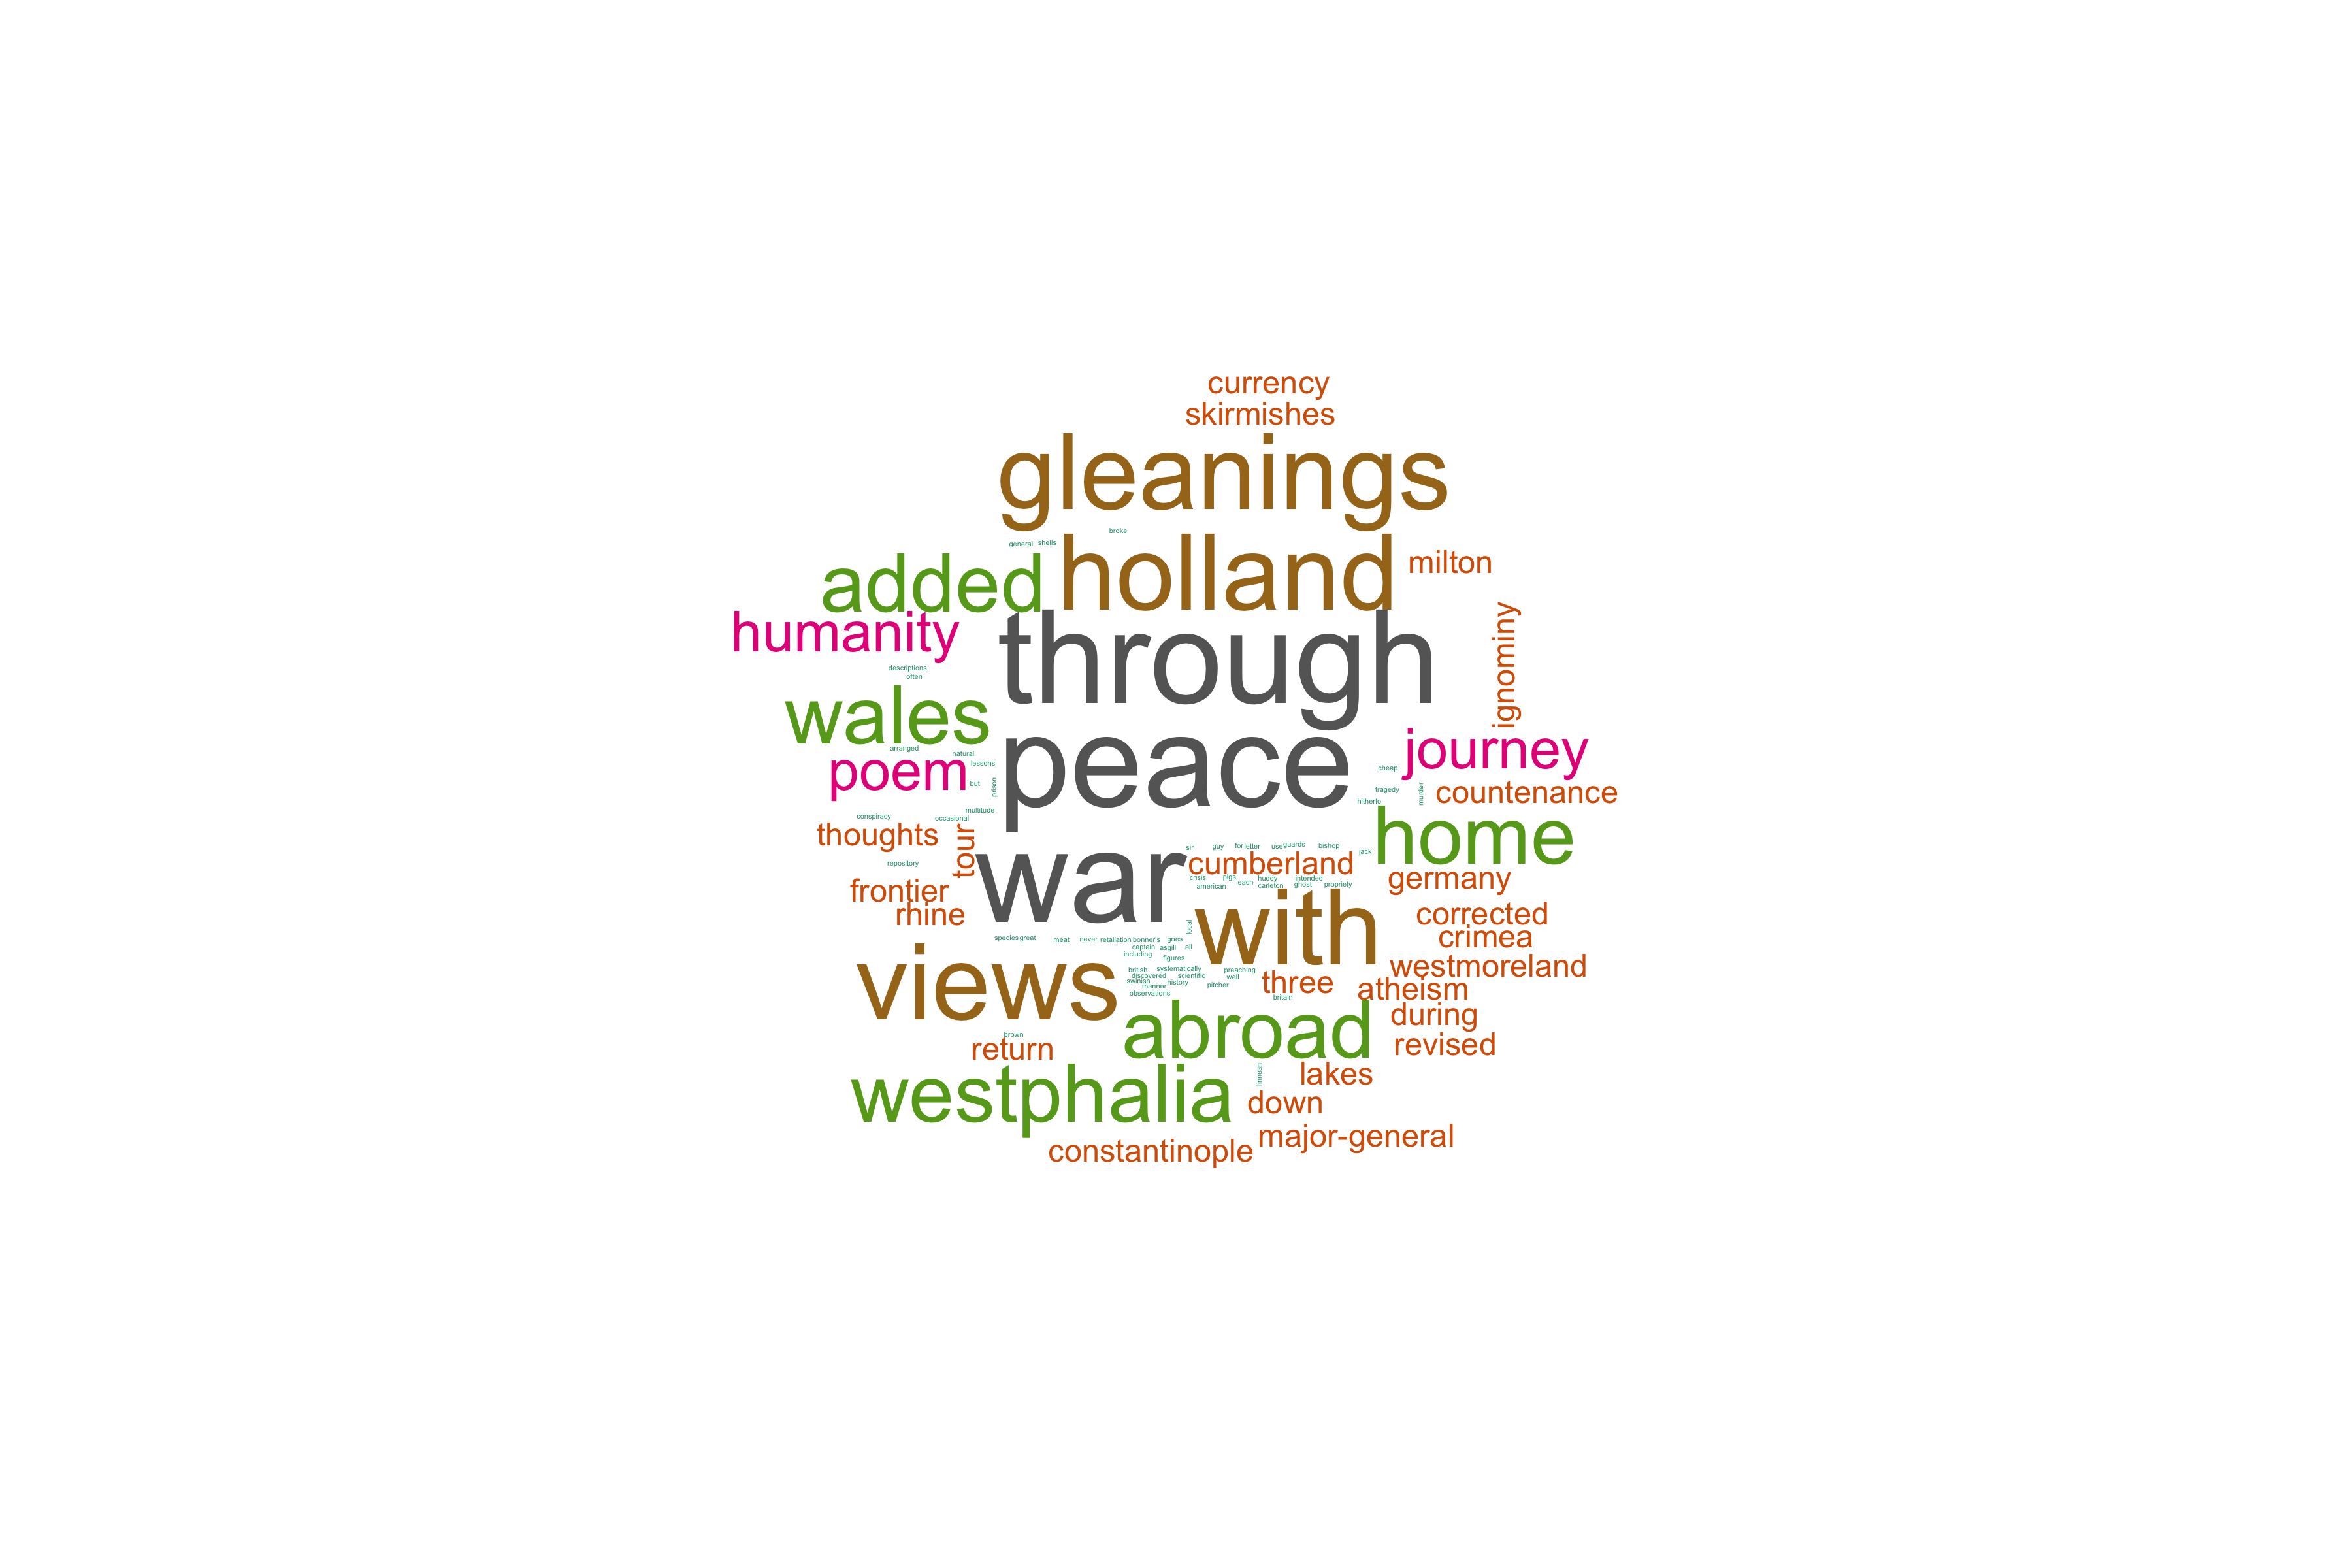 currency
skirmishes
gleanings
broke
general shells
holland
added
milton
humanity
through
ignominy
descriptions
often
wales
journey
peace
arranged
natural
poem
lessons
cheap
but
prison
tragedy
murder
countenance
hitherto
multitude
conspiracy
occasional
thoughts
tour
home
sir guy for letter use guards bishop jack
war
cumberland
repository
crisis pigs huddy intended
american each carleton ghost propriety
germany
frontier
rhine
with
corrected
local
crimea
species great meat never retaliation bonner's goes
captain asgill all
including
figures
views
westmoreland
british systematically preaching
discovered scientific well
swinish history
manner pitcher
observations
three
atheism
britain
during
abroad
brown
return
revised
westphalia
linnean
lakes
down
major-general
constantinople